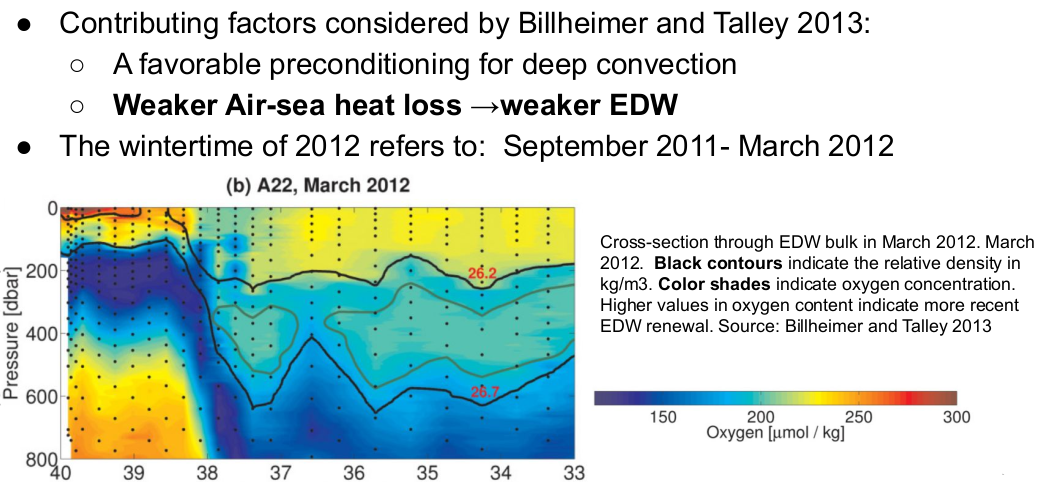 ● Contributing factors considered by Billheimer and Talley 2013:
○ A favorable preconditioning for deep convection
○ Weaker Air-sea heat loss →weaker EDW
● The wintertime of 2012 refers to: September 2011- March 2012
(b) A22, March 2012
0
200
400
600
800
Pressure [dbar]
26.2
26.7
40 39 38 37 36 35 34 33
Cross-section through EDW bulk in March 2012. March
2012. Black contours indicate the relative density in
kg/m3. Color shades indicate oxygen concentration.
Higher values in oxygen content indicate more recent
EDW renewal. Source: Billheimer and Talley 2013
150 200 250 300
Oxygen [μmol / kg]